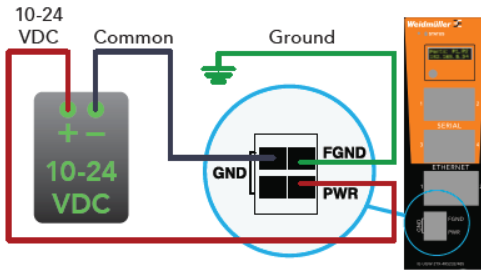 10-24
VDC
Common
Ground
Weidmüller
+ −
10-24
VDC
GND
FGND
PWR
SERIAL
ETHERNET
GND
FGND
PWR